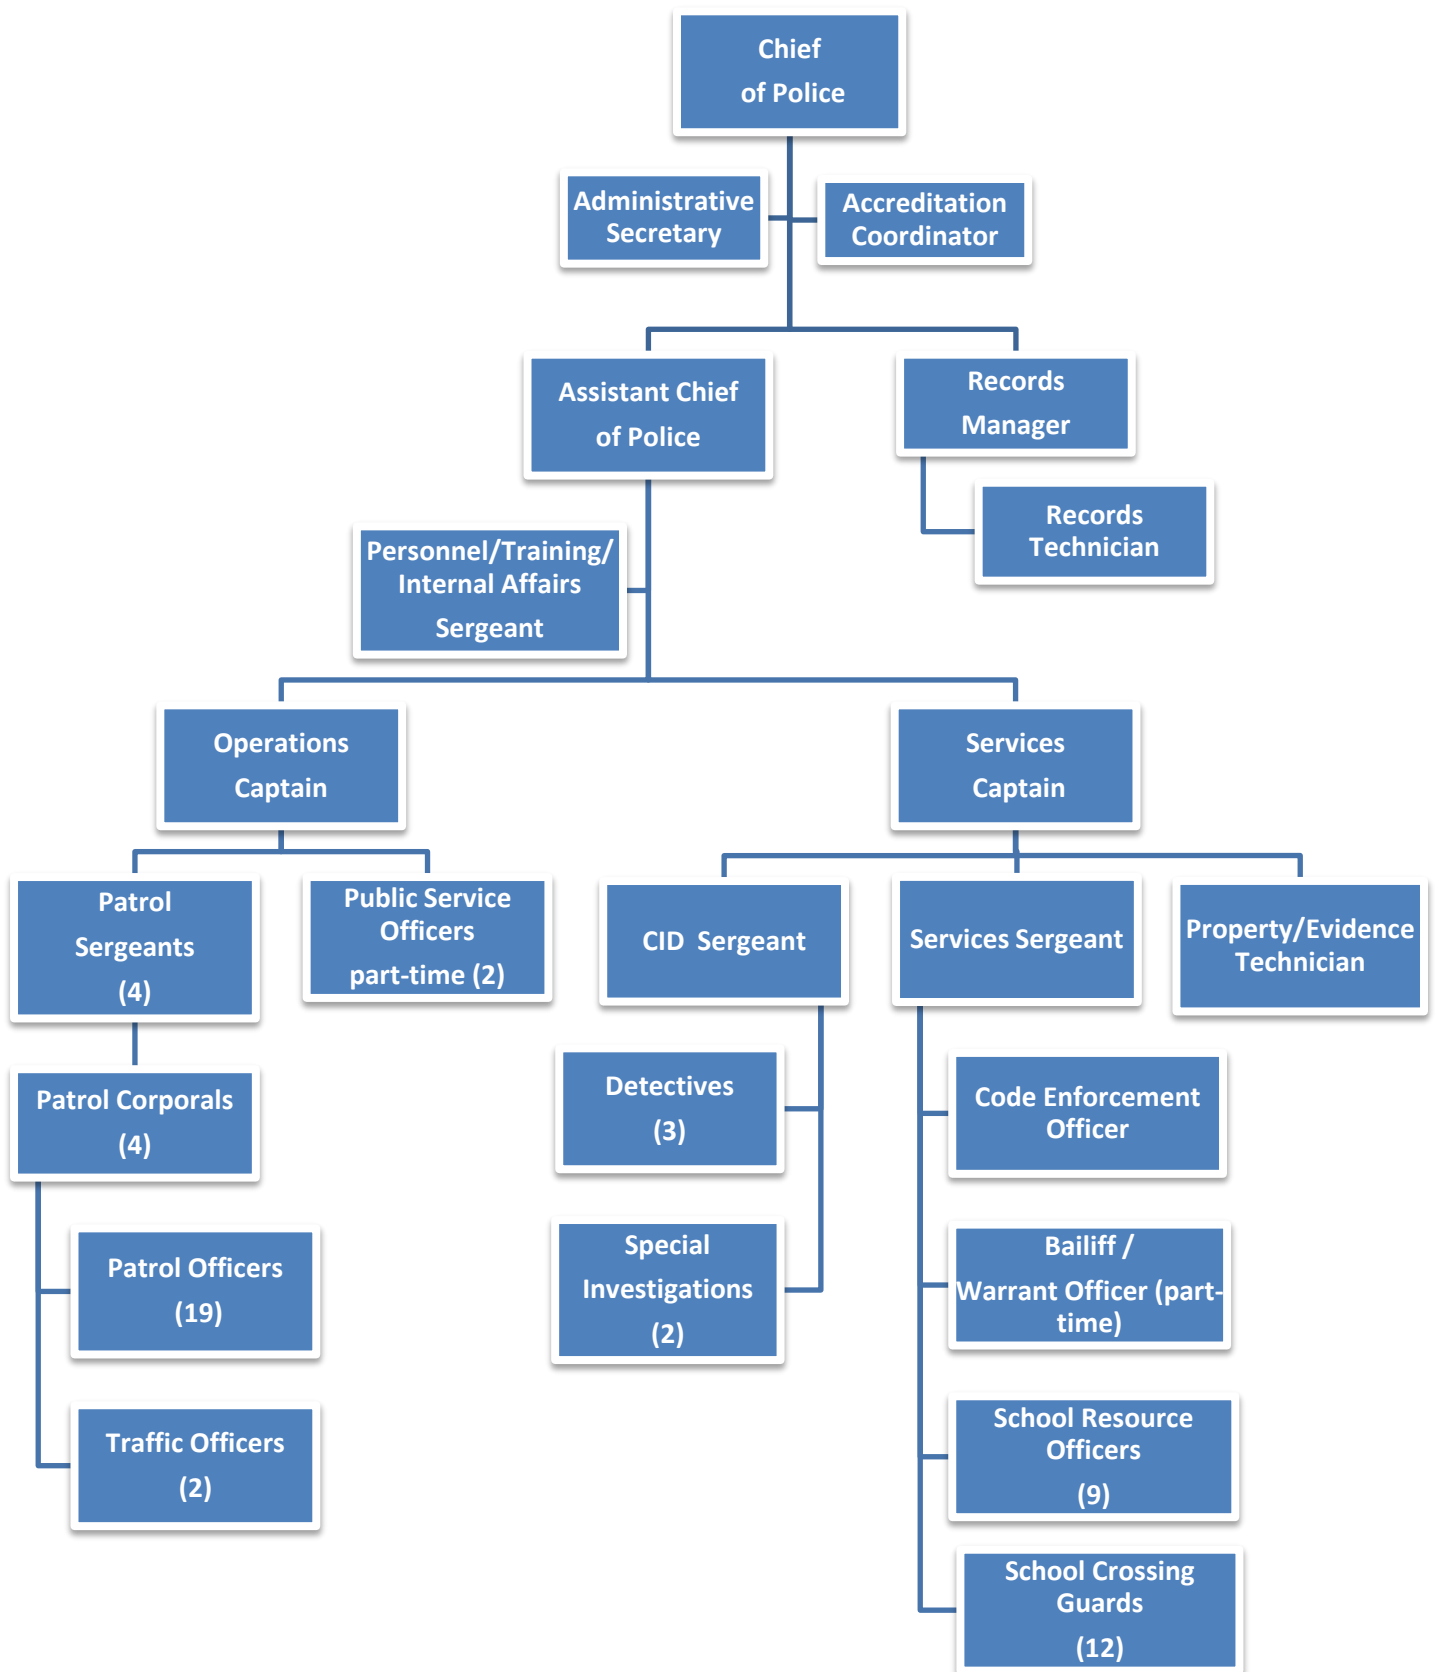 Chief
of Police
Administrative
Secretary
Accreditation
Coordinator
Assistant Chief
of Police
Records
Manager
Records
Technician
Personnel/Training/
Internal Affairs
Sergeant
Operations
Captain
Services
Captain
Patrol
Sergeants
(4)
Public Service
Officers
part-time (2)
CID Sergeant
Services Sergeant
Property/Evidence
Technician
Patrol Corporals
(4)
Detectives
(3)
Code Enforcement
Officer
Patrol Officers
(19)
Special
Investigations
(2)
Bailiff /
Warrant Officer (part-
time)
Traffic Officers
(2)
School Resource
Officers
(9)
School Crossing
Guards
(12)